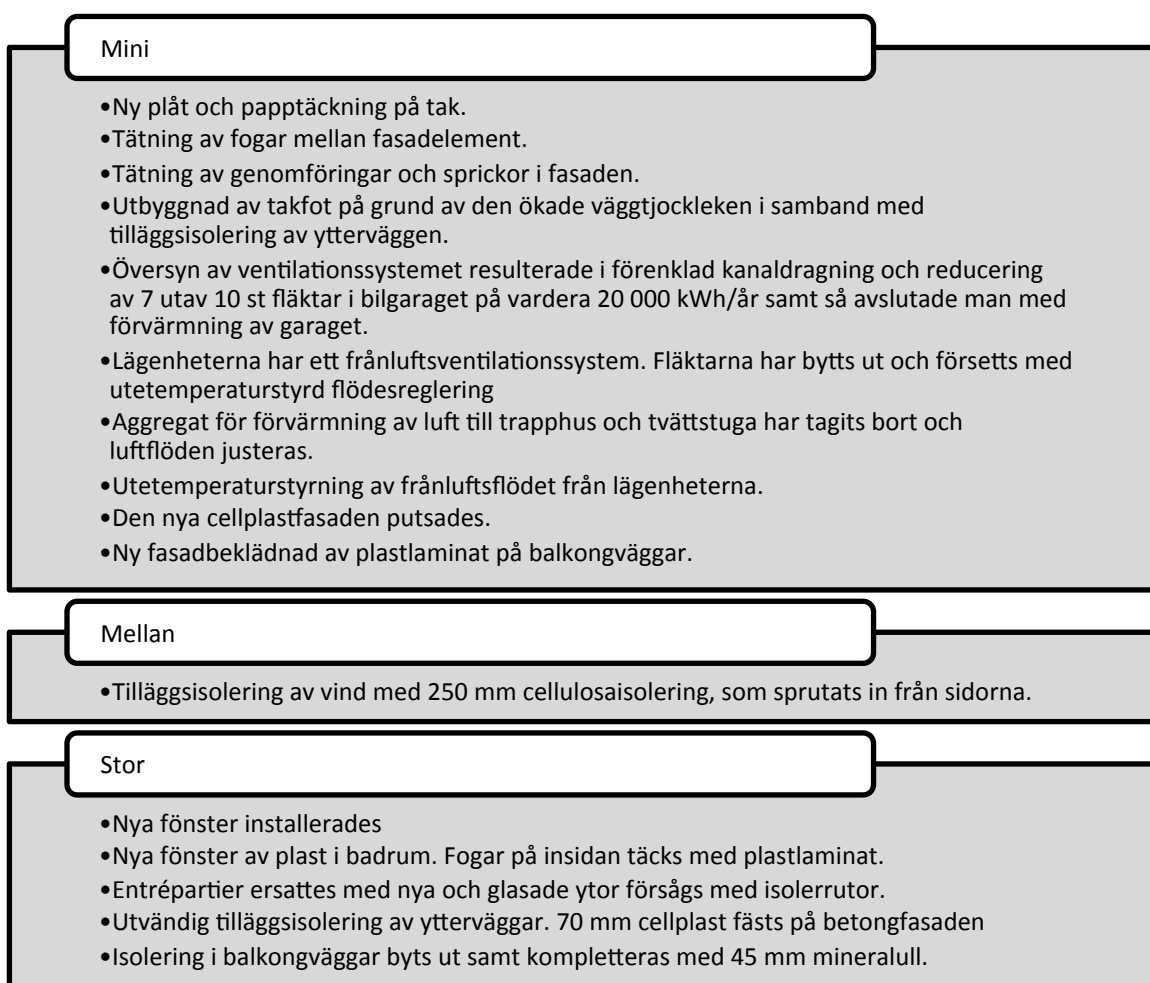 Mini
•Ny plåt och papptäckning på tak.
•Tätning av fogar mellan fasadelement.
•Tätning av genomföringar och sprickor i fasaden.
•Utbyggnad av takfot på grund av den ökade väggtjockleken i samband med
tilläggsisolering av ytterväggen.
•Översyn av ventilationssystemet resulterade i förenklad kanaldragning och reducering
av 7 utav 10 st fläktar i bilgaraget på vardera 20 000 kWh/år samt så avslutade man med
förvärmning av garaget.
•Lägenheterna har ett frånluftsventilationssystem. Fläktarna har bytts ut och försetts med
utetemperaturstyrd flödesreglering
•Aggregat för förvärmning av luft till trapphus och tvättstuga har tagits bort och
luftflöden justeras.
•Utetemperaturstyrning av frånluftsflödet från lägenheterna.
•Den nya cellplastfasaden putsades.
•Ny fasadbeklädnad av plastlaminat på balkongväggar.
Mellan
•Tilläggsisolering av vind med 250 mm cellulosaisolering, som sprutats in från sidorna.
Stor
•Nya fönster installerades
•Nya fönster av plast i badrum. Fogar på insidan täcks med plastlaminat.
•Entrépartier ersattes med nya och glasade ytor försågs med isolerrutor.
•Utvändig tilläggsisolering av ytterväggar. 70 mm cellplast fästs på betongfasaden
•Isolering i balkongväggar byts ut samt kompletteras med 45 mm mineralull.